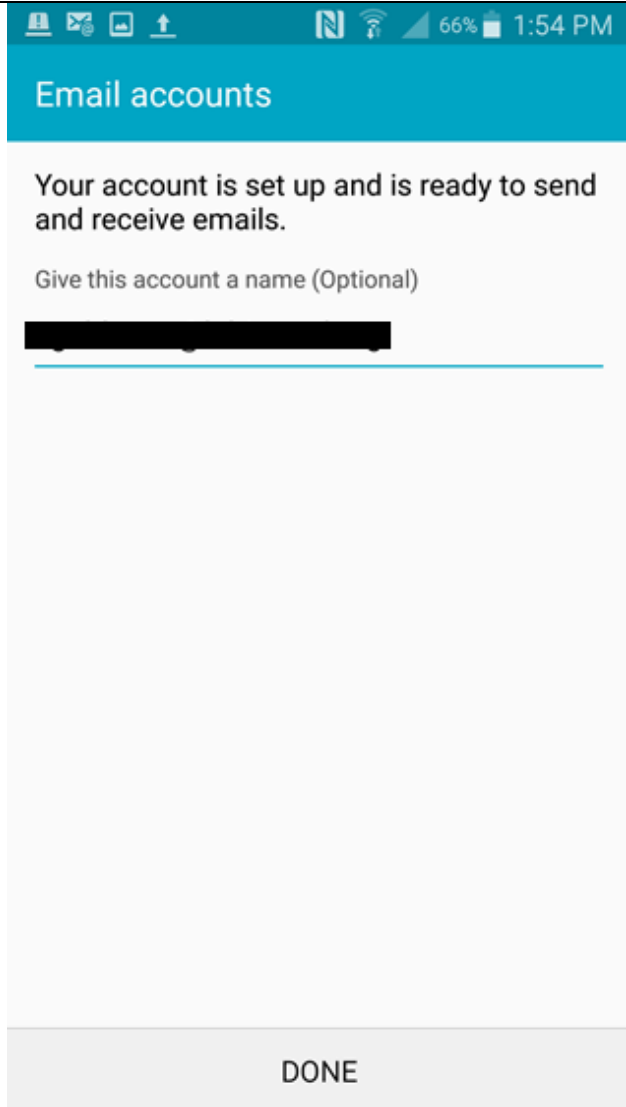 66% 1:54 PM
Email accounts
Your account is set up and is ready to send
and receive emails.
Give this account a name (Optional)
DONE